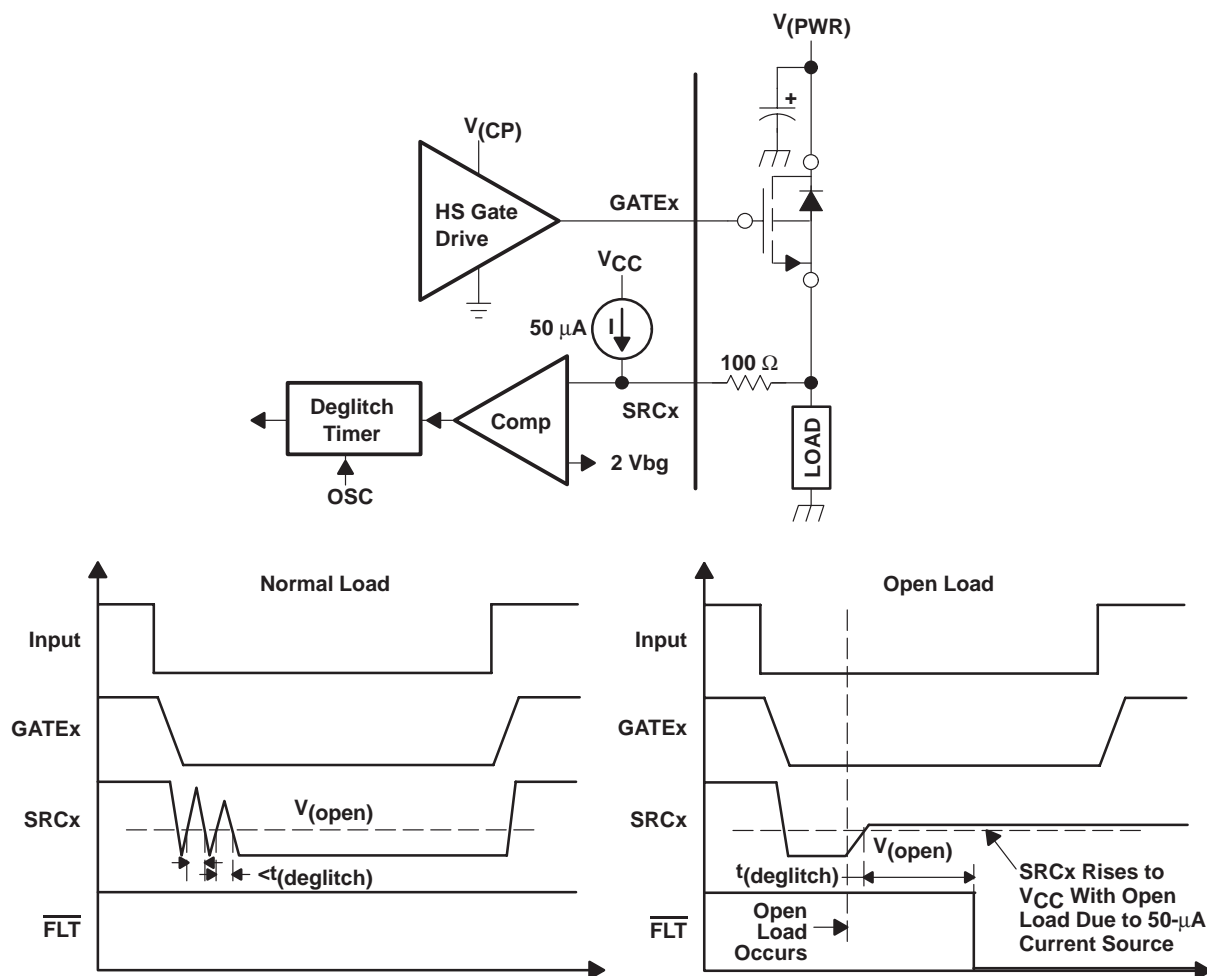 V(PWR)
+
V(CP)
HS Gate
Drive
GATEx
VCC
50 μA
I
100 Ω
SRCx
Deglitch
Timer
Comp
2 Vbg
OSC
LOAD
Normal Load
Input
GATEx
SRCx
V(open)
<t(deglitch)
FLT
Open Load
Input
GATEx
SRCx
V(open)
t(deglitch)
SRCx Rises to
VCC With Open
Load Due to 50-μA
Current Source
Open
Load
Occurs
FLT